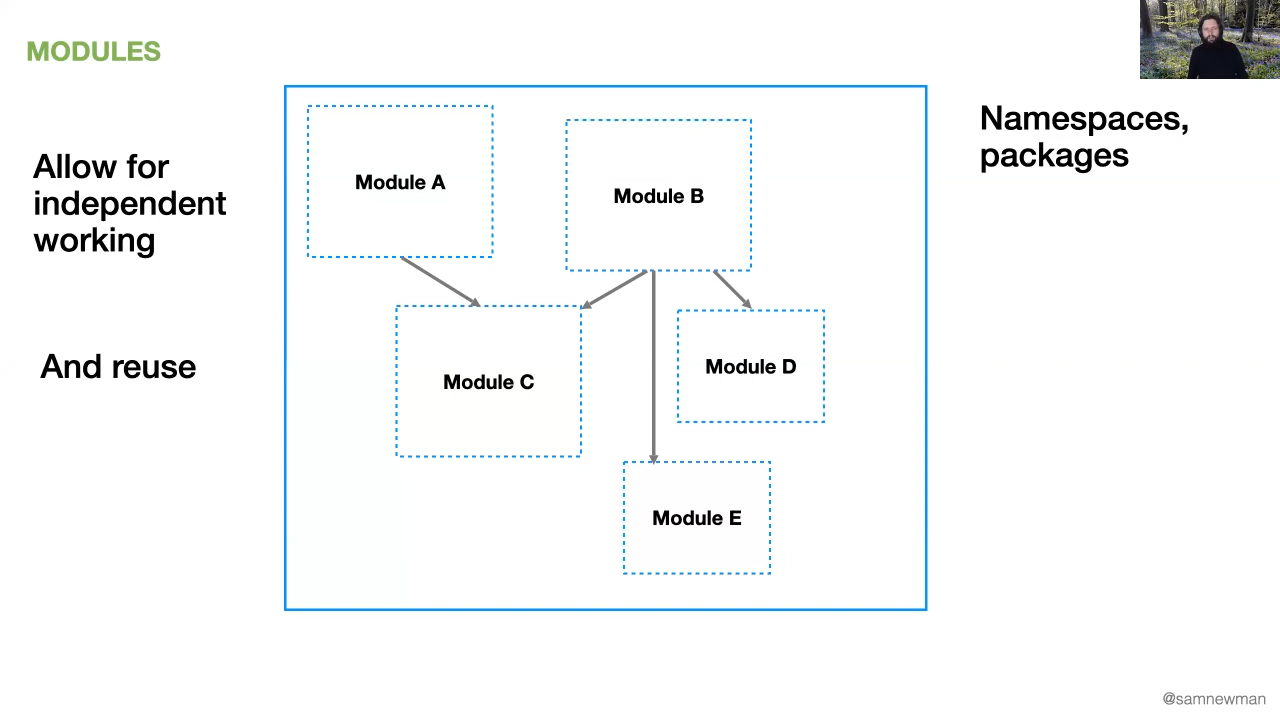 MODULES
Allow for
independent
working
And reuse
Module A
Module B
Module C
Module D
Module E
Namespaces,
packages
@samnewman